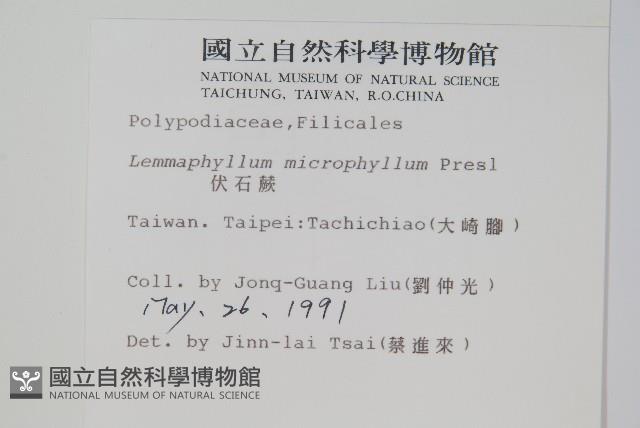 國立自然科學博物館
NATIONAL MUSEUM OF NATURAL SCIENCE
TAICHUNG, TAIWAN, R.O.CHINA
Polypodiaceae,Filicales
Lemmaphyllum microphyllum Presl
伏石蕨
Taiwan. Taipei:Tachichiao(大崎腳)
Coll. by Jonq-Guang Liu(劉仲光)
May. 26. 1991
Det. by Jinn-lai Tsai(蔡進來)
國立自然科學博物館
NATIONAL MUSEUM OF NATURAL SCIENCE